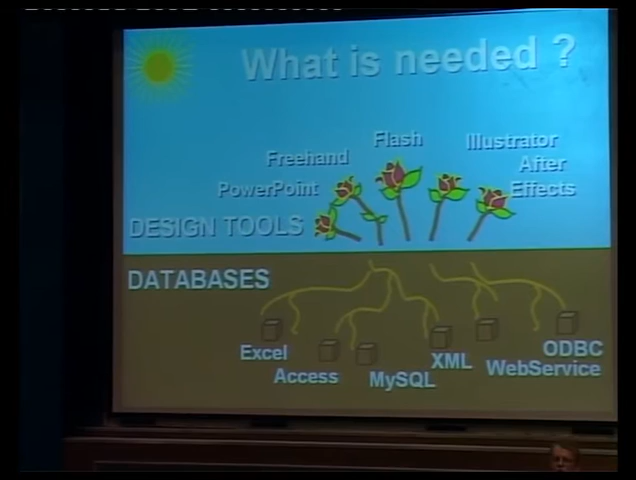 What is needed ?
Flash
Illustrator
Freehand
After
PowerPoint
Effects
DESIGN TOOLS
DATABASES
Excel
Access
MySQL
XML
WebService
ODBC